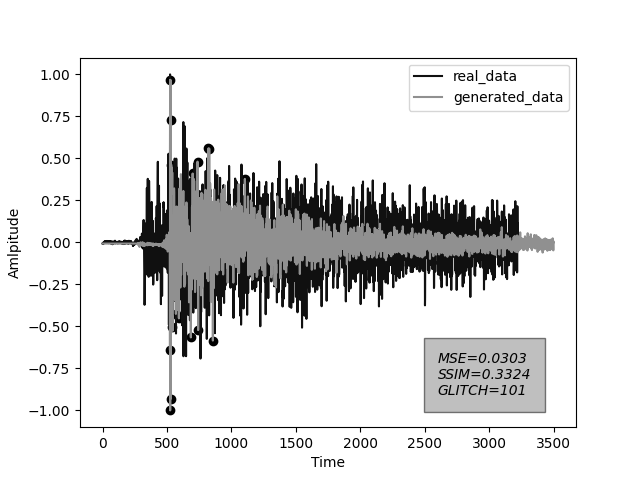 real_data
generated_data
1.00
0.75
0.50
0.25
0.00
−0.25
−0.50
−0.75
−1.00
Amlpitude
MSE=0.0303
SSIM=0.3324
GLITCH=101
0 500 1000 1500 2000 2500 3000 3500
Time